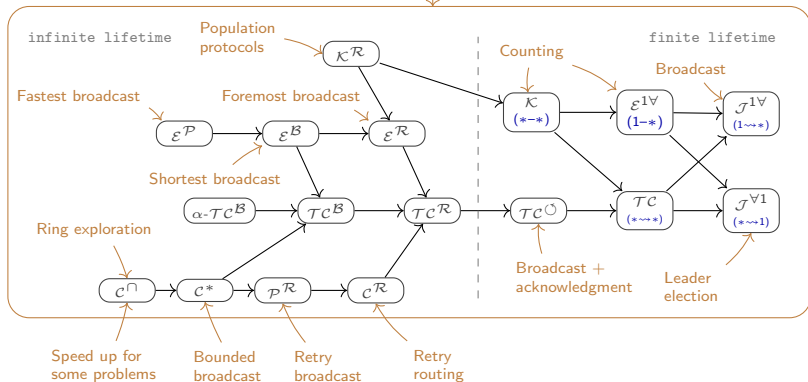 Population
protocols
infinite lifetime
finite lifetime
Counting
𝒦^ℛ
Fastest broadcast
Foremost broadcast
Broadcast
𝒦
(∗–∗)
ℰ^1∀
(1–∗)
𝒥^1∀
(1⇝∗)
ℰ^𝒫
ℰ^ℬ
ℰ^ℛ
Shortest broadcast
α-𝒯𝒞^ℬ
𝒯𝒞^ℬ
𝒯𝒞^ℛ
𝒯𝒞^↺
𝒯𝒞
(∗⇝∗)
𝒥^∀1
(∗⇝1)
Ring exploration
Broadcast +
acknowledgment
Leader
election
𝒞^∩
𝒞^∗
𝒫^ℛ
𝒞^ℛ
Speed up for
some problems
Bounded
broadcast
Retry
broadcast
Retry
routing